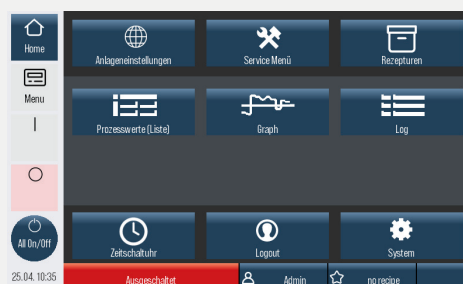 Home
Anlageneinstellungen
Service Menü
Rezepturen
Menu
Prozesswerte (Liste)
Graph
Log
All On/Off
Zeitschaltuhr
Logout
System
25.04. 10:35
Ausgeschaltet
Admin
no recipe